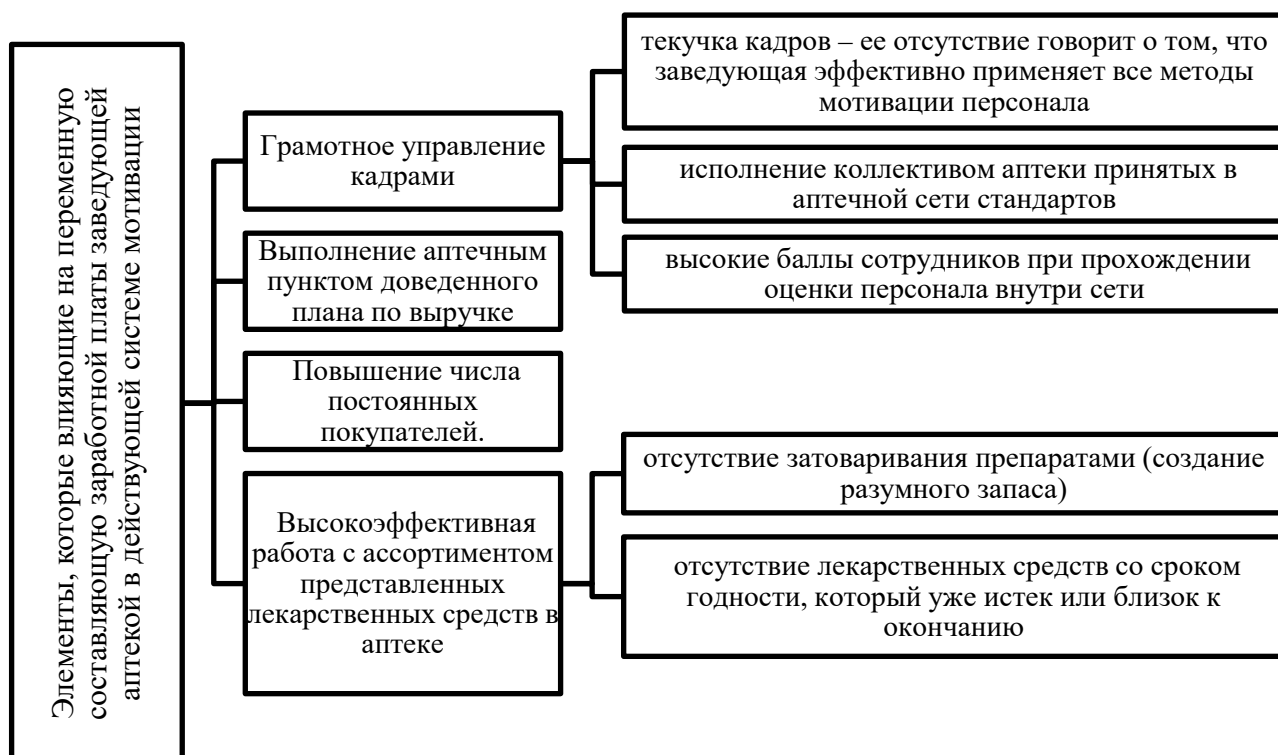 Элементы, которые влияющие на переменную
составляющую заработной платы заведующей
аптекой в действующей системе мотивации
Грамотное управление
кадрами
текучка кадров – ее отсутствие говорит о том, что
заведующая эффективно применяет все методы
мотивации персонала
исполнение коллективом аптеки принятых в
аптечной сети стандартов
высокие баллы сотрудников при прохождении
оценки персонала внутри сети
Выполнение аптечным
пунктом доведенного
плана по выручке
Повышение числа
постоянных
покупателей.
Высокоэффективная
работа с ассортиментом
представленных
лекарственных средств в
аптеке
отсутствие затоваривания препаратами (создание
разумного запаса)
отсутствие лекарственных средств со сроком
годности, который уже истек или близок к
окончанию